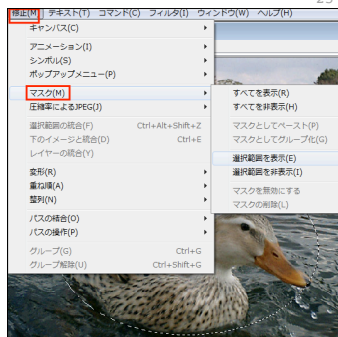 25
修正(M) テキスト(T) コマンド(C) フィルタ(I) ウィンドウ(W) ヘルプ(H)
キャンバス(C)
アニメーション(I)
シンボル(S)
ポップアップメニュー(P)
マスク(M)
圧縮率によるJPEG(J)
選択範囲の統合(F) Ctrl+Alt+Shift+Z
下のイメージと統合(D) Ctrl+E
レイヤーの統合(Y)
変形(R)
重ね順(A)
整列(N)
パスの結合(O)
パスの操作(P)
グループ(G) Ctrl+G
グループ解除(U) Ctrl+Shift+G
すべてを表示(R)
すべてを非表示(H)
マスクとしてペースト(P)
マスクとしてグループ化(G)
選択範囲を表示(E)
選択範囲を非表示(I)
マスクを無効にする
マスクの削除(L)